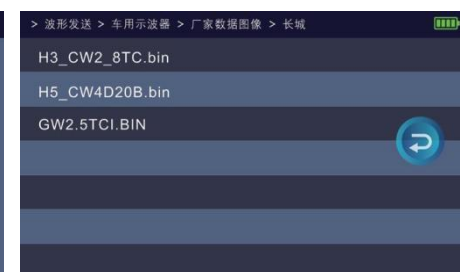 > 波形发送 > 车用示波器 > 厂家数据图像 > 长城
H3_CW2_8TC.bin
H5_CW4D20B.bin
GW2.5TCI.BIN